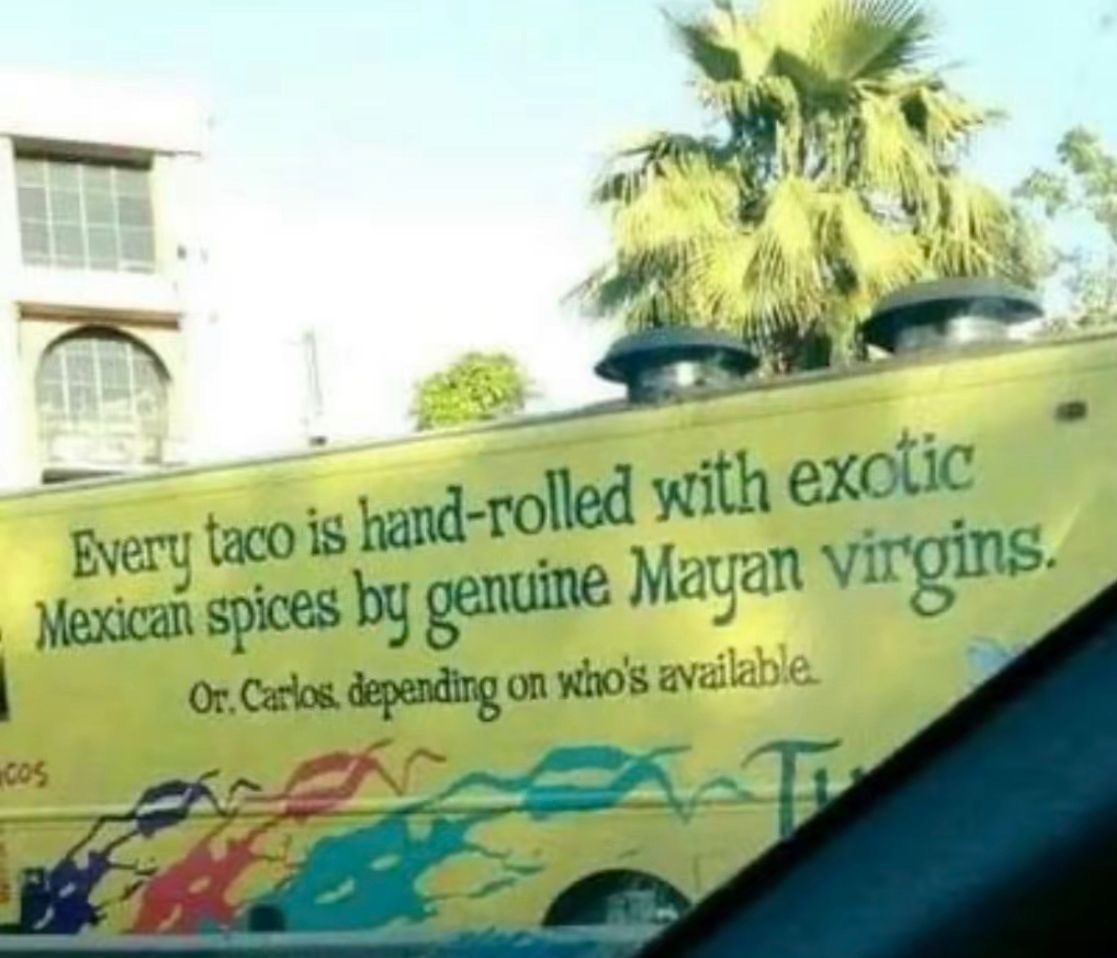 Every taco is hand-rolled with exotic
Mexican spices by genuine Mayan virgins.
Or, Carlos, depending on who's available.